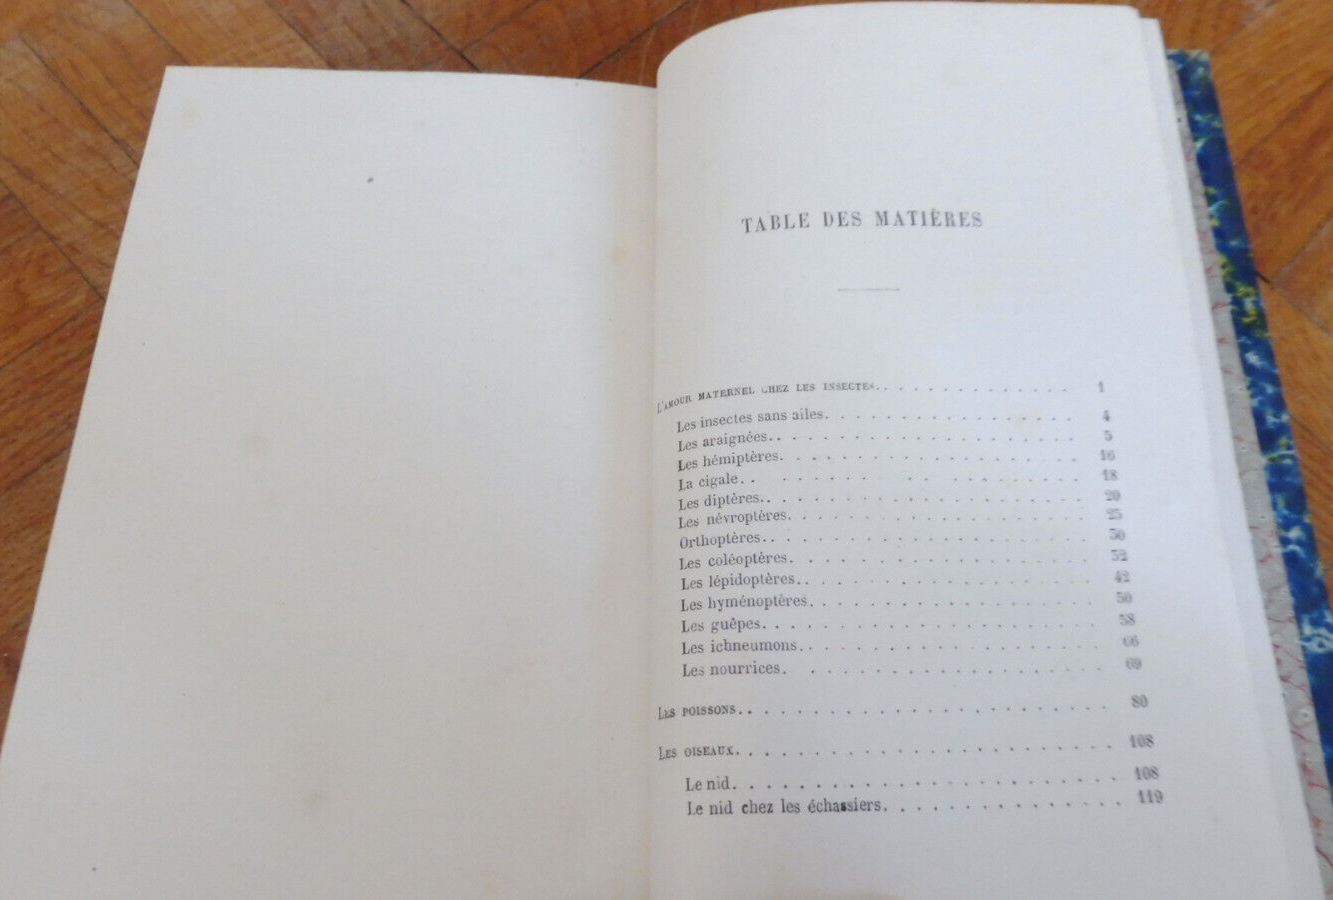 TABLE DES MATIÈRES
L'AMOUR MATERNEL CHEZ LES INSECTES. . . . . . . . . . . . . . 1
Les insectes sans ailes. . . . . . . . . . . . . . . . 4
Les araignées. . . . . . . . . . . . . . . . . . . 5
Les hémiptères. . . . . . . . . . . . . . . . . . . 16
La cigale. . . . . . . . . . . . . . . . . . . 18
Les diptères. . . . . . . . . . . . . . . . . . . . 20
Les névroptères. . . . . . . . . . . . . . . . . . . 25
Orthoptères. . . . . . . . . . . . . . . . . . . . 30
Les coléoptères. . . . . . . . . . . . . . . . . . . 32
Les lépidoptères. . . . . . . . . . . . . . . . . . . 42
Les hyménoptères. . . . . . . . . . . . . . . . . . 50
Les guêpes. . . . . . . . . . . . . . . . . . . . 58
Les ichneumons. . . . . . . . . . . . . . . . . . . 66
Les nourrices. . . . . . . . . . . . . . . . . . . 69
LES POISSONS. . . . . . . . . . . . . . . . . . . . . 80
LES OISEAUX. . . . . . . . . . . . . . . . . . . . . . 108
Le nid. . . . . . . . . . . . . . . . . . . . . . 108
Le nid chez les échassiers. . . . . . . . . . . . . . . 119